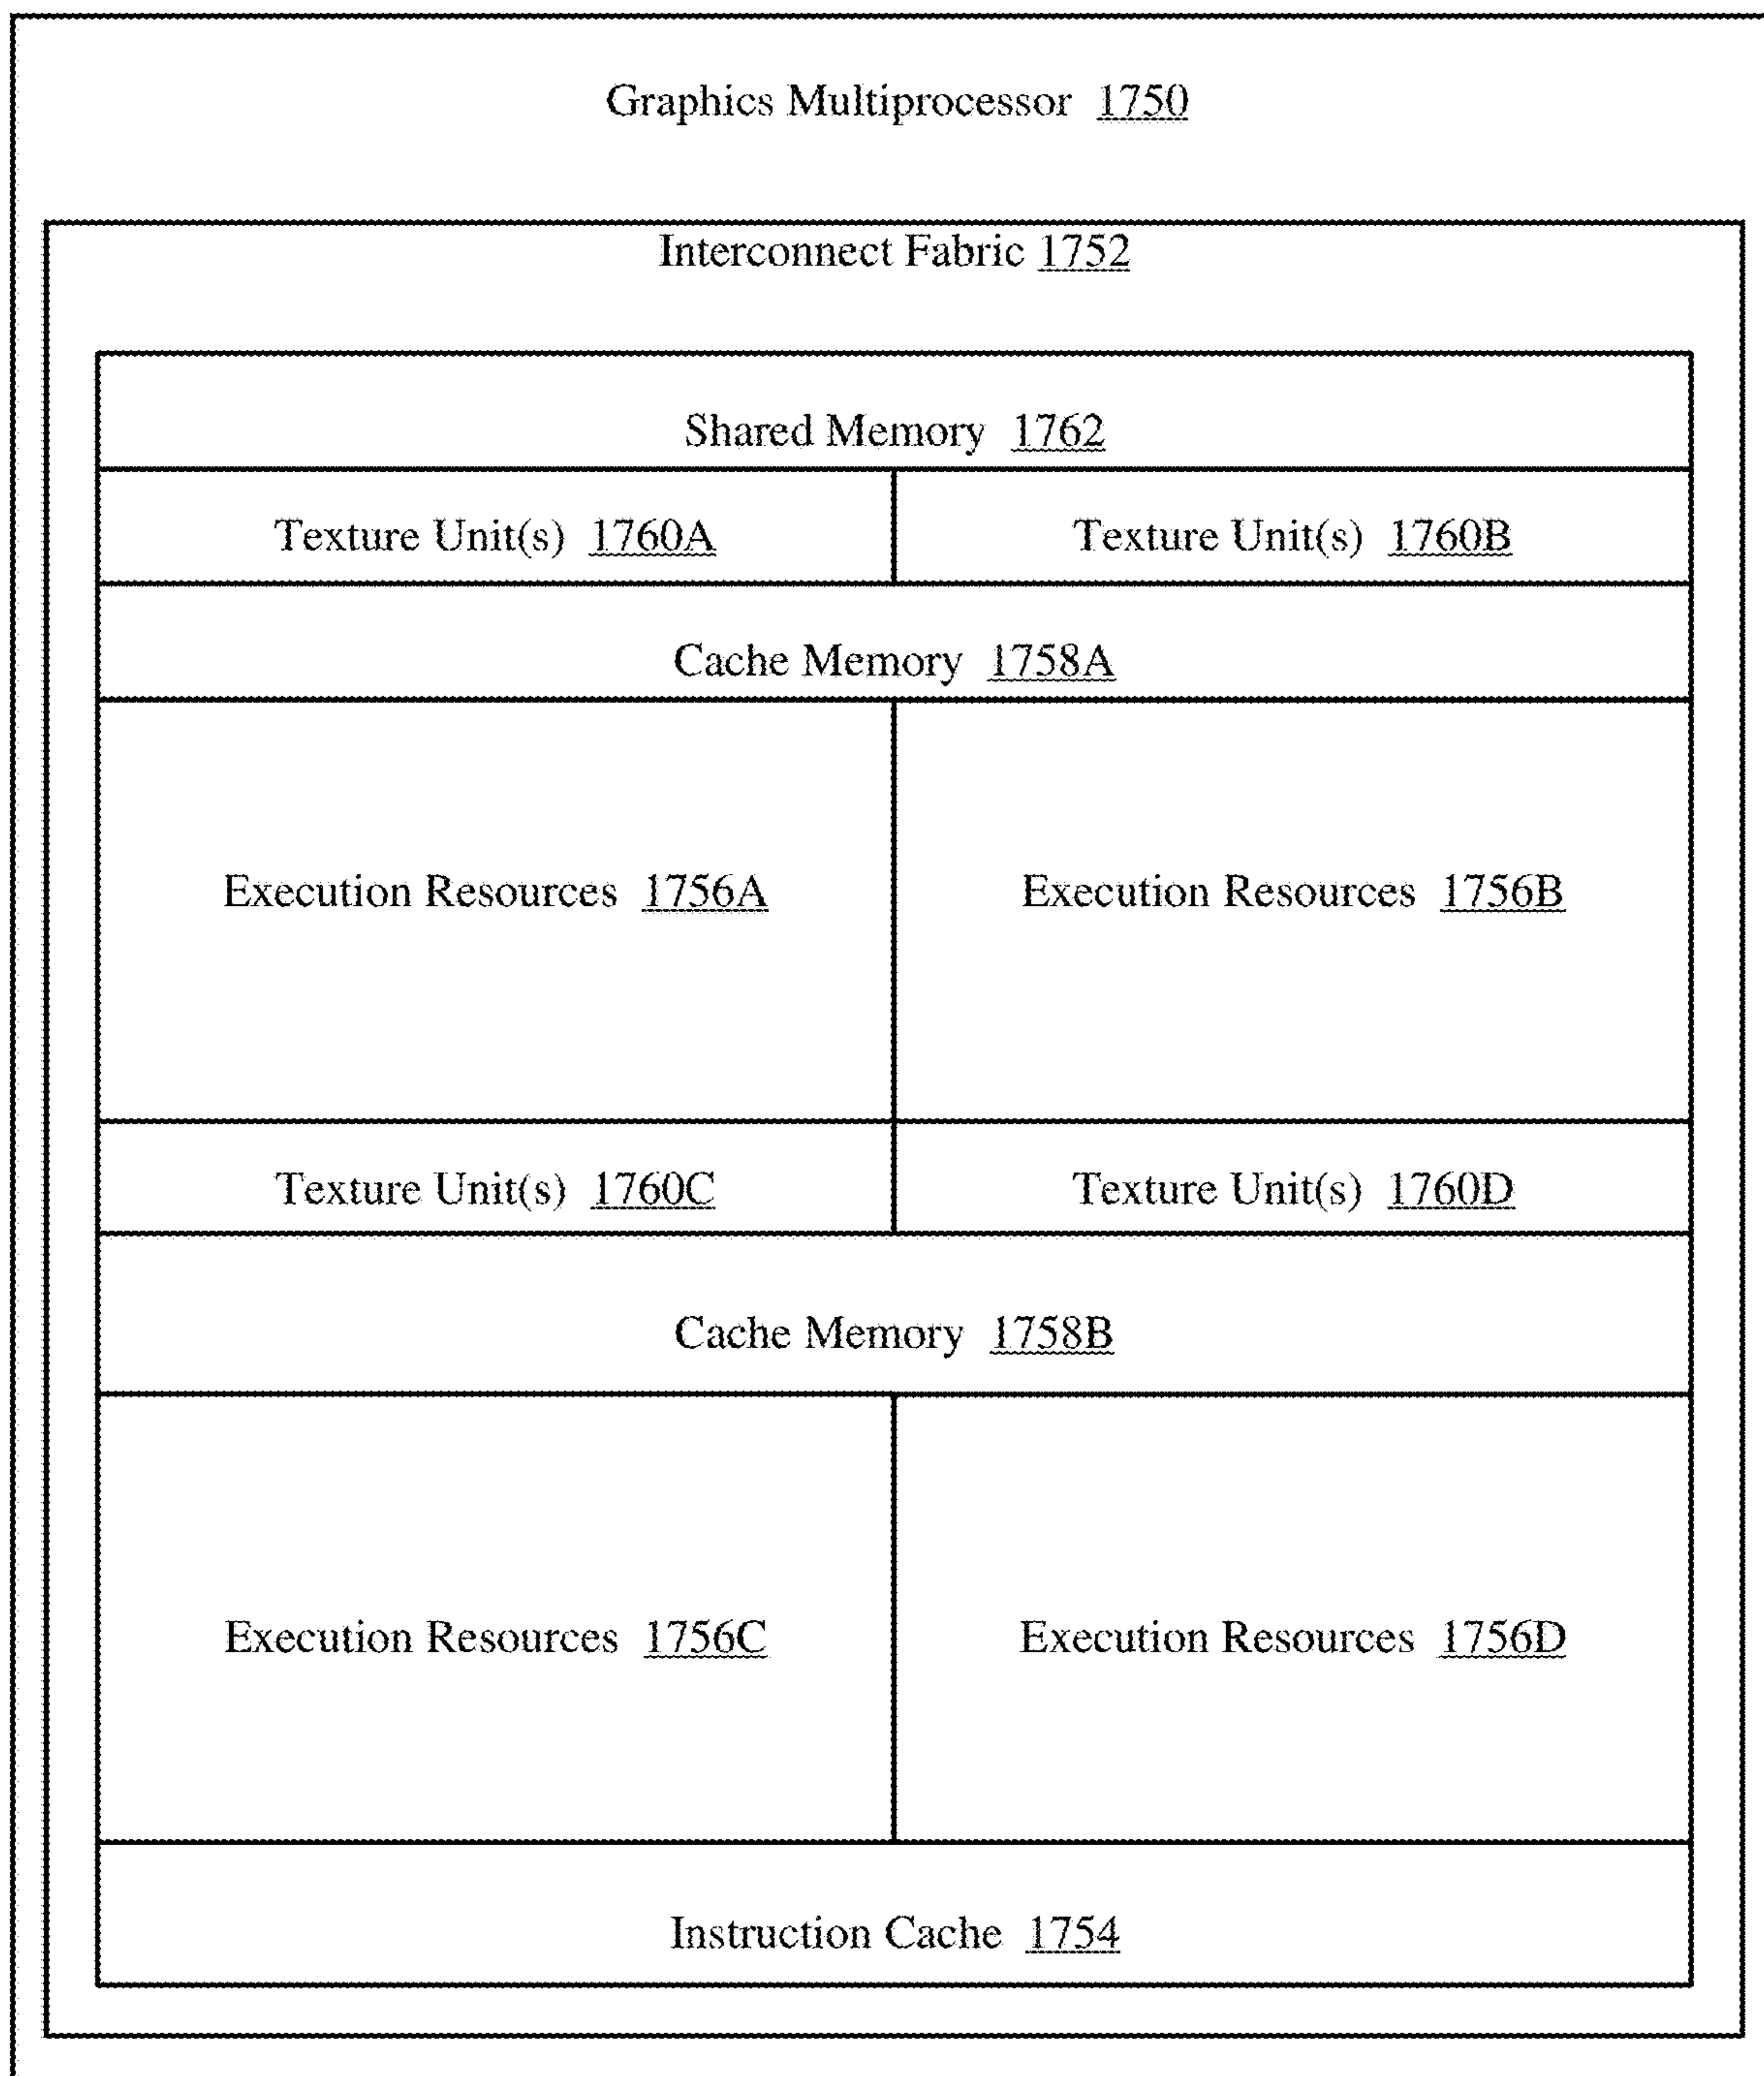 Graphics Multiprocessor 1750
Interconnect Fabric 1752
Shared Memory 1762
Texture Unit(s) 1760A
Texture Unit(s) 1760B
Cache Memory 1758A
Execution Resources 1756A
Execution Resources 1756B
Texture Unit(s) 1760C
Texture Unit(s) 1760D
Cache Memory 1758B
Execution Resources 1756C
Execution Resources 1756D
Instruction Cache 1754